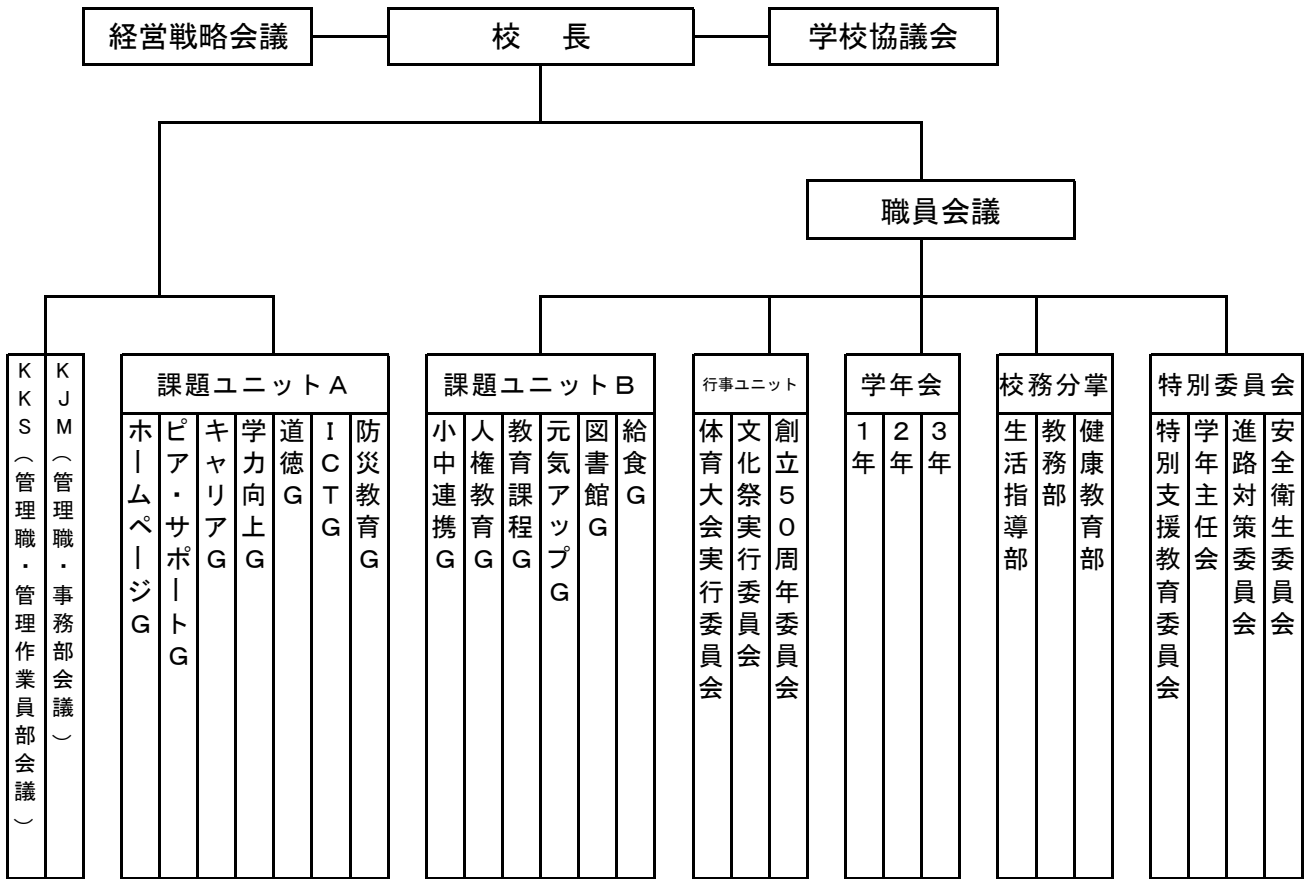 経営戦略会議
校長
学校協議会
職員会議
KKS（管理職・管理作業員部会議）
KJM（管理職・事務部会議）
課題ユニットA
ホームページG
ピア・サポートG
キャリアG
学力向上G
道徳G
ICTG
防災教育G
課題ユニットB
小中連携G
人権教育G
教育課程G
元気アップG
図書館G
給食G
行事ユニット
体育大会実行委員会
文化祭実行委員会
創立50周年委員会
学年会
1年
2年
3年
校務分掌
生活指導部
教務部
健康教育部
特別委員会
特別支援教育委員会
学年主任会
進路対策委員会
安全衛生委員会